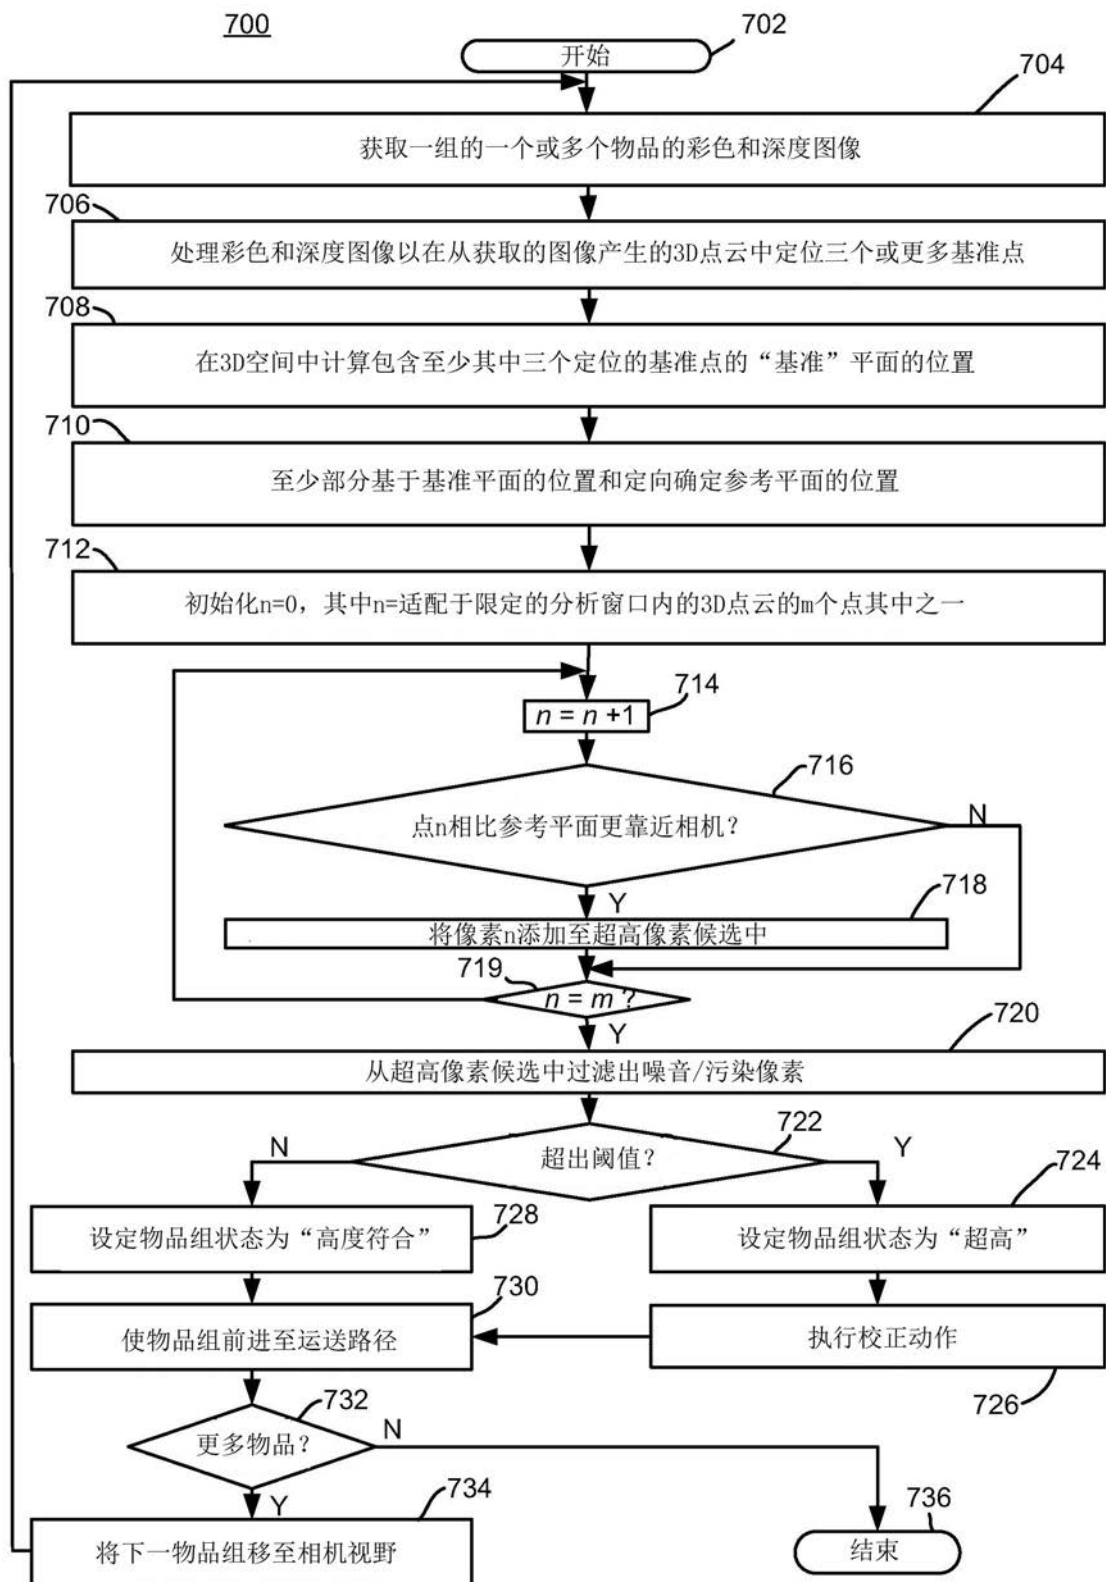 700
开始
702
704
获取一组的一个或多个物品的彩色和深度图像
706
处理彩色和深度图像以在从获取的图像产生的3D点云中定位三个或更多基准点
708
在3D空间中计算包含至少其中三个定位的基准点的“基准”平面的位置
710
至少部分基于基准平面的位置和定向确定参考平面的位置
712
初始化n=0，其中n=适配于限定的分析窗口内的3D点云的m个点其中之一
714
n = n +1
716
点n相比参考平面更靠近相机？
N
Y
718
将像素n添加至超高像素候选中
719
n = m ?
Y
720
从超高像素候选中过滤出噪音/污染像素
722
超出阈值？
N
Y
724
728
设定物品组状态为“高度符合”
设定物品组状态为“超高”
730
使物品组前进至运送路径
执行校正动作
726
732
更多物品？
N
Y
734
将下一物品组移至相机视野
736
结束